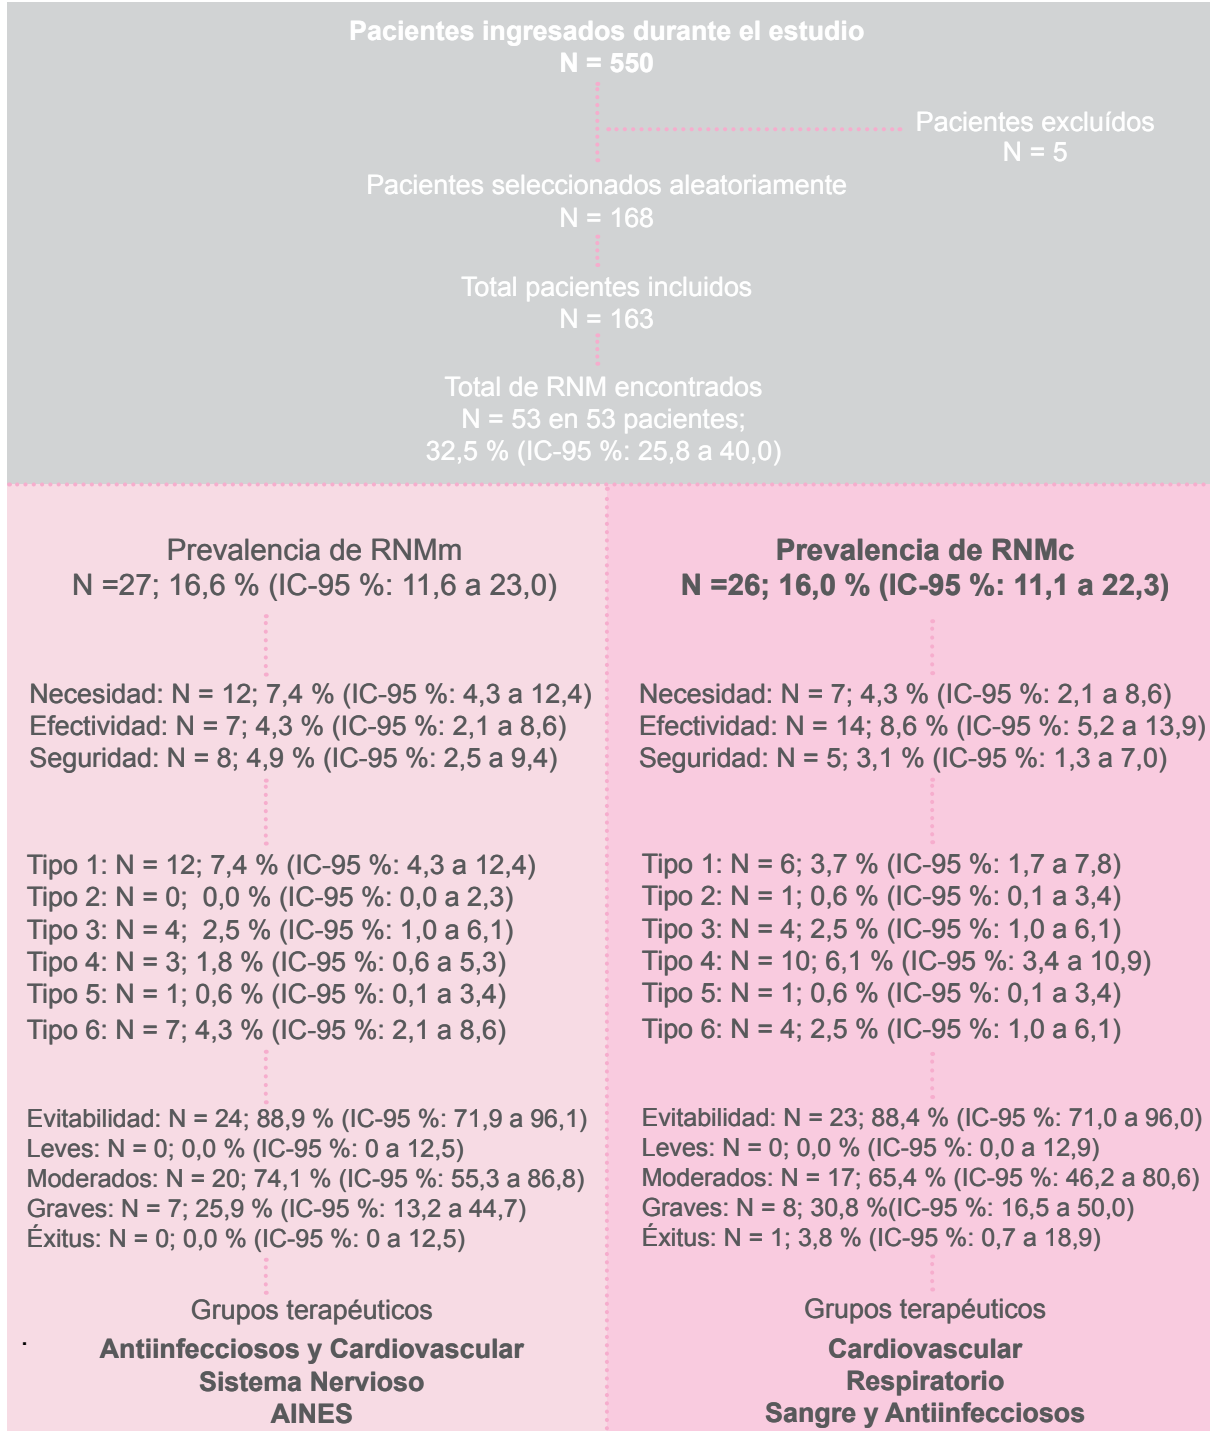 Pacientes ingresados durante el estudio
N = 550
Pacientes excluídos
N = 5
Pacientes seleccionados aleatoriamente
N = 168
Total pacientes incluidos
N = 163
Total de RNM encontrados
N = 53 en 53 pacientes;
32,5 % (IC-95 %: 25,8 a 40,0)
Prevalencia de RNMm
N =27; 16,6 % (IC-95 %: 11,6 a 23,0)
Necesidad: N = 12; 7,4 % (IC-95 %: 4,3 a 12,4)
Efectividad: N = 7; 4,3 % (IC-95 %: 2,1 a 8,6)
Seguridad: N = 8; 4,9 % (IC-95 %: 2,5 a 9,4)
Tipo 1: N = 12; 7,4 % (IC-95 %: 4,3 a 12,4)
Tipo 2: N = 0;  0,0 % (IC-95 %: 0,0 a 2,3)
Tipo 3: N = 4;  2,5 % (IC-95 %: 1,0 a 6,1)
Tipo 4: N = 3; 1,8 % (IC-95 %: 0,6 a 5,3)
Tipo 5: N = 1; 0,6 % (IC-95 %: 0,1 a 3,4)
Tipo 6: N = 7; 4,3 % (IC-95 %: 2,1 a 8,6)
Evitabilidad: N = 24; 88,9 % (IC-95 %: 71,9 a 96,1)
Leves: N = 0; 0,0 % (IC-95 %: 0 a 12,5)
Moderados: N = 20; 74,1 % (IC-95 %: 55,3 a 86,8)
Graves: N = 7; 25,9 % (IC-95 %: 13,2 a 44,7)
Éxitus: N = 0; 0,0 % (IC-95 %: 0 a 12,5)
Grupos terapéuticos
Antiinfecciosos y Cardiovascular
Sistema Nervioso
AINES
Prevalencia de RNMc
N =26; 16,0 % (IC-95 %: 11,1 a 22,3)
Necesidad: N = 7; 4,3 % (IC-95 %: 2,1 a 8,6)
Efectividad: N = 14; 8,6 % (IC-95 %: 5,2 a 13,9)
Seguridad: N = 5; 3,1 % (IC-95 %: 1,3 a 7,0)
Tipo 1: N = 6; 3,7 % (IC-95 %: 1,7 a 7,8)
Tipo 2: N = 1; 0,6 % (IC-95 %: 0,1 a 3,4)
Tipo 3: N = 4; 2,5 % (IC-95 %: 1,0 a 6,1)
Tipo 4: N = 10; 6,1 % (IC-95 %: 3,4 a 10,9)
Tipo 5: N = 1; 0,6 % (IC-95 %: 0,1 a 3,4)
Tipo 6: N = 4; 2,5 % (IC-95 %: 1,0 a 6,1)
Evitabilidad: N = 23; 88,4 % (IC-95 %: 71,0 a 96,0)
Leves: N = 0; 0,0 % (IC-95 %: 0,0 a 12,9)
Moderados: N = 17; 65,4 % (IC-95 %: 46,2 a 80,6)
Graves: N = 8; 30,8 %(IC-95 %: 16,5 a 50,0)
Éxitus: N = 1; 3,8 % (IC-95 %: 0,7 a 18,9)
Grupos terapéuticos
Cardiovascular
Respiratorio
Sangre y Antiinfecciosos